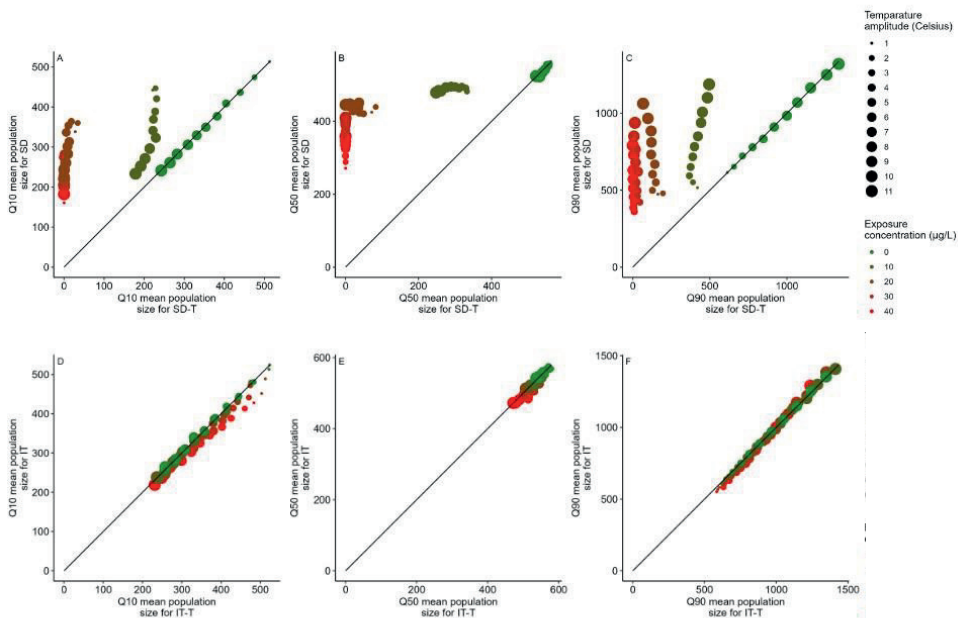 A
500
400
300
200
100
0
Q10 mean population
size for SD
0 100 200 300 400 500
Q10 mean population
size for SD-T
B
400
200
0
Q50 mean population
size for SD
0 200 400
Q50 mean population
size for SD-T
C
1000
500
0
Q90 mean population
size for SD
0 500 1000
Q90 mean population
size for SD-T
Temparature
amplitude (Celsius)
1
2
3
4
5
6
7
8
9
10
11
Exposure
concentration (µg/L)
0
10
20
30
40
D
500
400
300
200
100
0
Q10 mean population
size for IT
0 100 200 300 400 500
Q10 mean population
size for IT-T
E
600
400
200
0
Q50 mean population
size for IT
0 200 400 600
Q50 mean population
size for IT-T
F
1500
1000
500
0
Q90 mean population
size for IT
0 500 1000 1500
Q90 mean population
size for IT-T